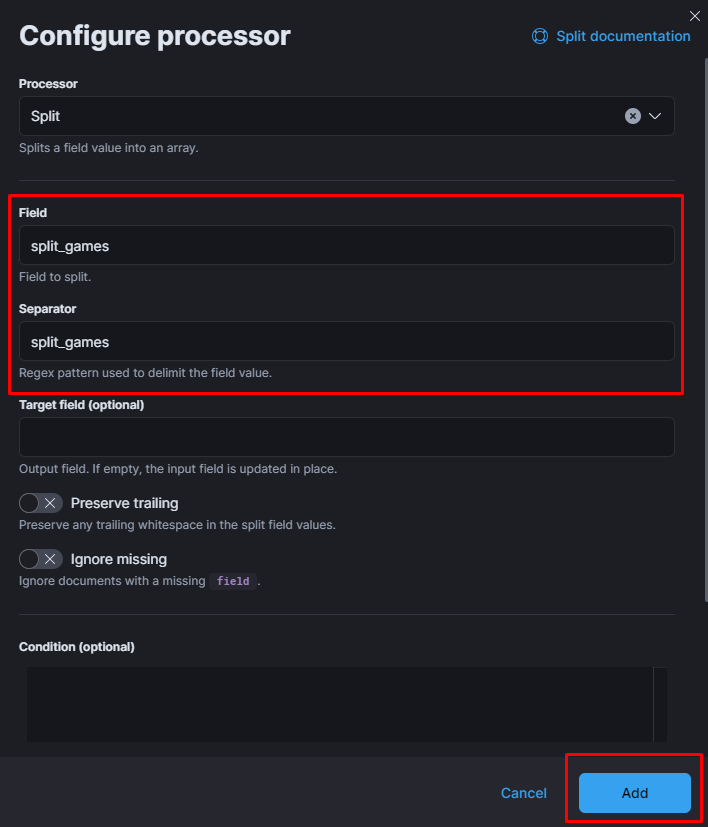 Configure processor
Split documentation
Processor
Split
Splits a field value into an array.
Field
split_games
Field to split.
Separator
split_games
Regex pattern used to delimit the field value.
Target field (optional)
Output field. If empty, the input field is updated in place.
Preserve trailing
Preserve any trailing whitespace in the split field values.
Ignore missing
Ignore documents with a missing field .
Condition (optional)
Cancel
Add